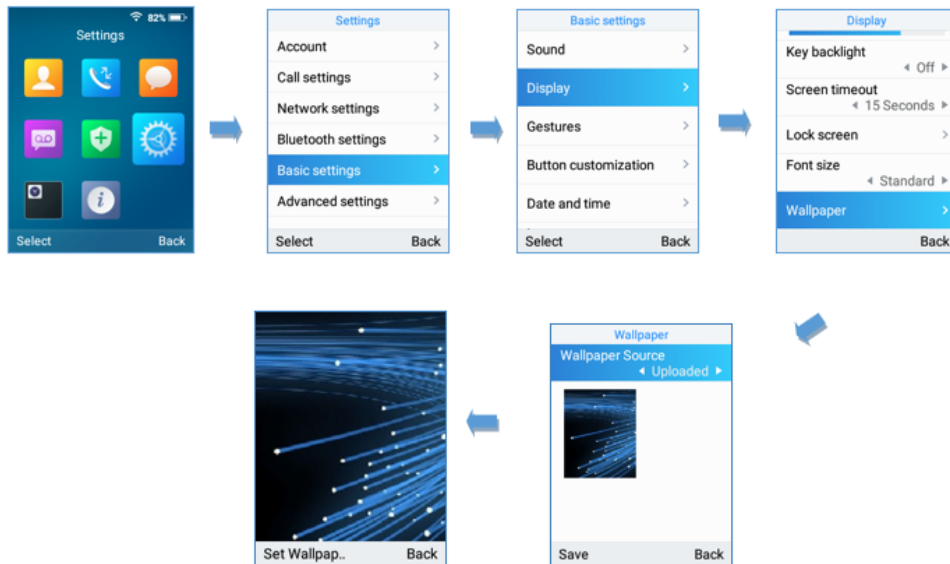 82%
Settings
Select Back
Settings
Account
Call settings
Network settings
Bluetooth settings
Basic settings
Advanced settings
Select Back
Basic settings
Sound
Display
Gestures
Button customization
Date and time
Select Back
Display
Key backlight
Off
Screen timeout
15 Seconds
Lock screen
Font size
Standard
Wallpaper
Back
Wallpaper
Wallpaper Source
Uploaded
Save Back
Set Wallpap.. Back